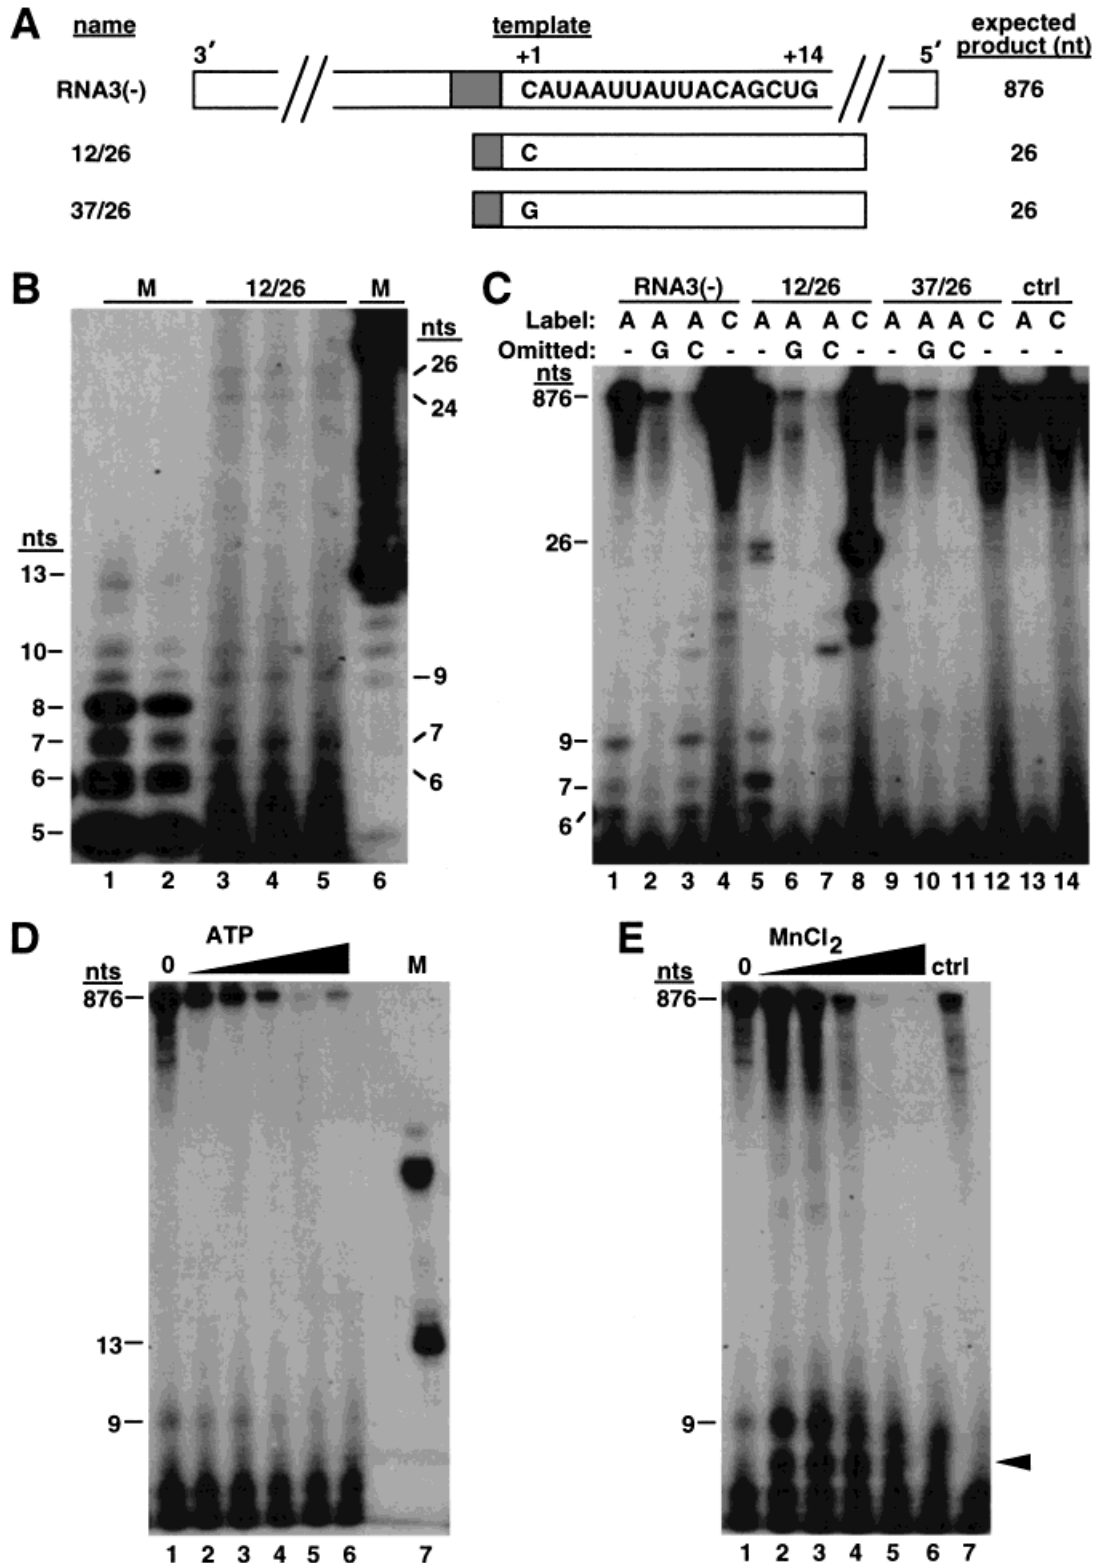 A name template expected product (nt)
3′ +1 +14 5′
RNA3(-) CAUAAUUAUUACAGCUG 876
12/26 C 26
37/26 G 26
B M 12/26 M
nts
26
24
nts
13
10
9
8
7
7
6
6
5
1 2 3 4 5 6
C RNA3(-) 12/26 37/26 ctrl
Label: A A A C A A A C A A A C A C
Omitted: - G C - - G C - - G C - - -
nts
876
26
9
7
6
1 2 3 4 5 6 7 8 9 10 11 12 13 14
D ATP
nts 0 M
876
13
9
1 2 3 4 5 6 7
E MnCl2
nts 0 ctrl
876
9
1 2 3 4 5 6 7